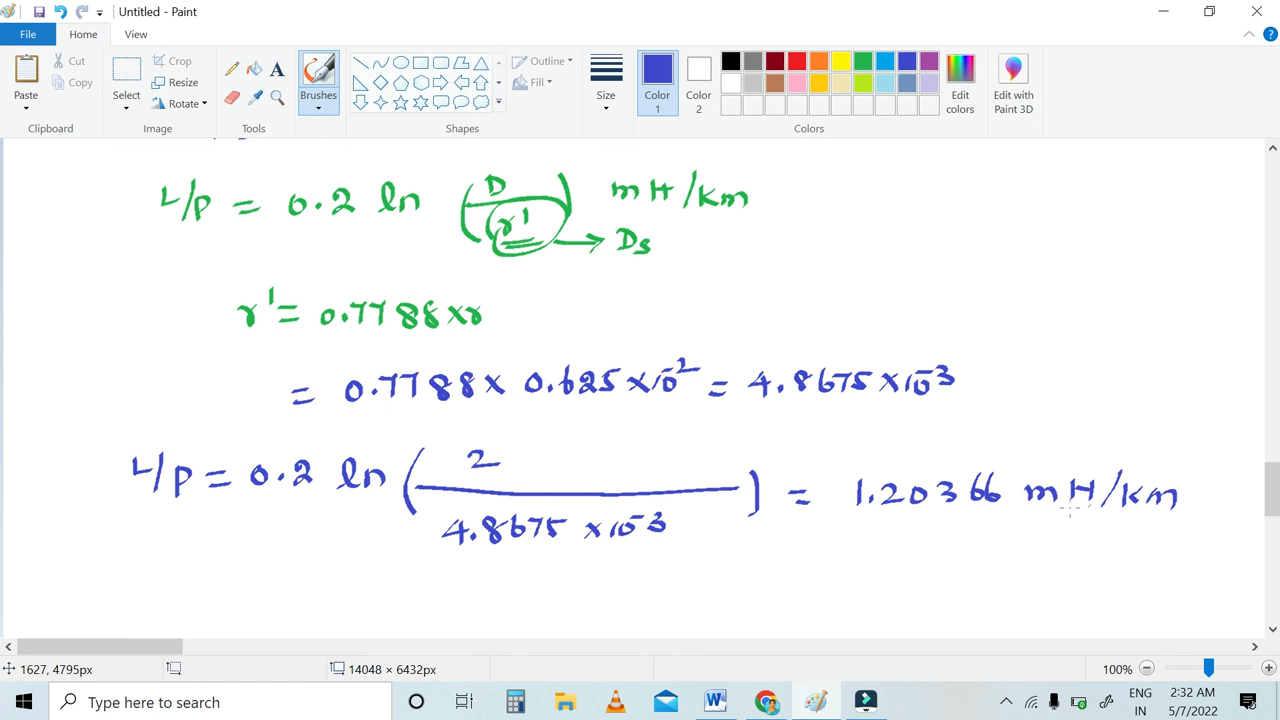 Untitled - Paint
File Home View
Paste Cut Copy Select Crop Resize Rotate Brushes Outline Fill Size Color 1 Color 2 Edit colors Edit with Paint 3D
Clipboard Image Tools Shapes Colors
L/P = 0.2 ln (D/r') mH/km
→ Ds
r' = 0.7788×r
= 0.7788 × 0.625 × 10⁻² = 4.8675 × 10⁻³
L/P = 0.2 ln (2 / 4.8675 × 10⁻³) = 1.20366 mH/km
1627, 4795px 14048 × 6432px 100%
Type here to search ENG IN 2:32 AM 5/7/2022